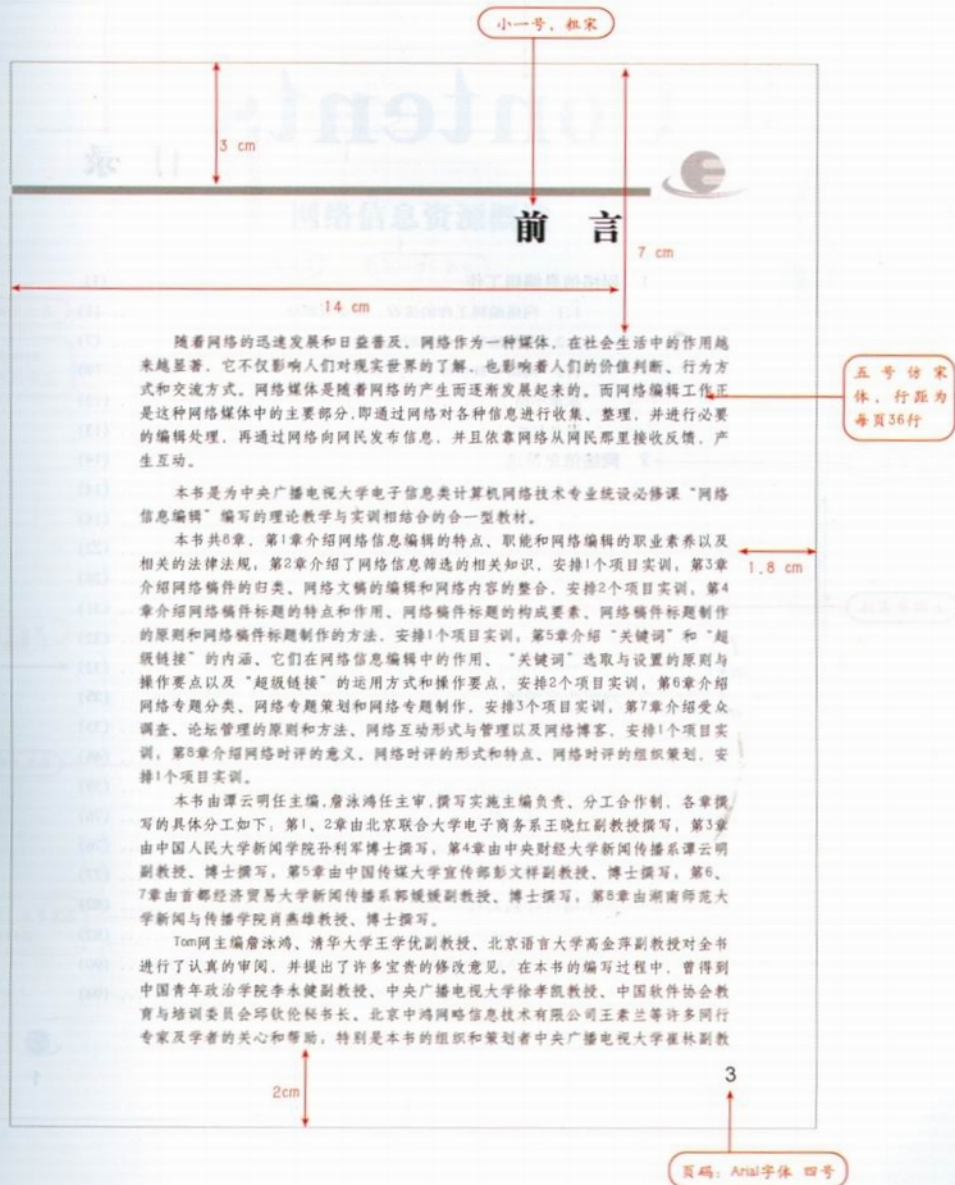 小一号，粗宋
3 cm
前 言
7 cm
14 cm
随着网络的迅速发展和日益普及，网络作为一种媒体，在社会生活中的作用越
来越显著，它不仅影响人们对现实世界的了解，也影响着人们的价值判断、行为方
式和交流方式。网络媒体是随着网络的产生而逐渐发展起来的，而网络编辑工作正
是这种网络媒体中的主要部分，即通过网络对各种信息进行收集、整理，并进行必要
的编辑处理，再通过网络向网民发布信息，并且依靠网络从网民那里接收反馈，产
生互动。
五号仿宋
体，行距为
每页36行
本书是为中央广播电视大学电子信息类计算机网络技术专业统设必修课“网络
信息编辑”编写的理论教学与实训相结合的合一型教材。
本书共8章，第1章介绍网络信息编辑的特点、职能和网络编辑的职业素养以及
相关的法律法规；第2章介绍了网络信息筛选的相关知识，安排1个项目实训；第3章
介绍网络稿件的归类、网络文稿的编辑和网络内容的整合，安排2个项目实训；第4
章介绍网络稿件标题的特点和作用、网络稿件标题的构成要素、网络稿件标题制作
的原则和网络稿件标题制作的方法，安排1个项目实训；第5章介绍“关键词”和“超
级链接”的内涵、它们在网络信息编辑中的作用、“关键词”选取与设置的原则与
操作要点以及“超级链接”的运用方式和操作要点，安排2个项目实训；第6章介绍
网络专题分类、网络专题策划和网络专题制作，安排3个项目实训；第7章介绍受众
调查、论坛管理的原则和方法、网络互动形式与管理以及网络博客，安排1个项目实
训；第8章介绍网络时评的意义、网络时评的形式和特点、网络时评的组织策划，安
排1个项目实训。
1.8 cm
本书由谭云明任主编，詹泳鸿任主审，撰写实施主编负责、分工合作制，各章撰
写的具体分工如下：第1、2章由北京联合大学电子商务系王晓红副教授撰写；第3章
由中国人民大学新闻学院孙利军博士撰写；第4章由中央财经大学新闻传播系谭云明
副教授、博士撰写；第5章由中国传媒大学宣传部彭文祥副教授、博士撰写；第6、
7章由首都经济贸易大学新闻传播系郭媛媛副教授、博士撰写；第8章由湖南师范大
学新闻与传播学院肖燕雄教授、博士撰写。
Tom网主编詹泳鸿、清华大学王学优副教授、北京语言大学高金萍副教授对全书
进行了认真的审阅，并提出了许多宝贵的修改意见。在本书的编写过程中，曾得到
中国青年政治学院李永健副教授、中央广播电视大学徐孝凯教授、中国软件协会教
育与培训委员会邱钦伦秘书长、北京中鸿网略信息技术有限公司王素兰等许多同行
专家及学者的关心和帮助，特别是本书的组织和策划者中央广播电视大学崔林副教
2cm
3
页码：Arial字体 四号